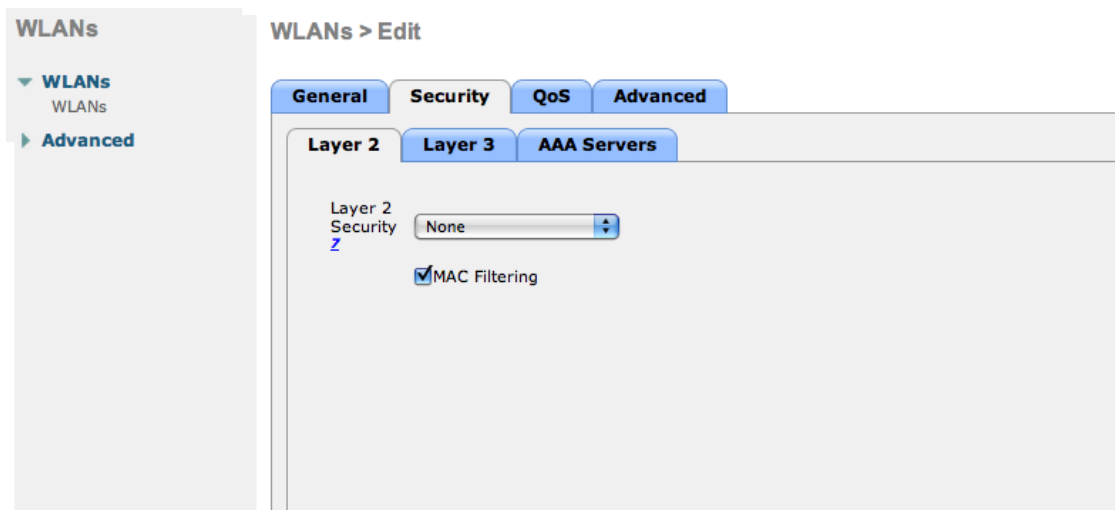 WLANs
WLANs
WLANs
Advanced
WLANs > Edit
General
Security
QoS
Advanced
Layer 2
Layer 3
AAA Servers
Layer 2
Security
7
None
MAC Filtering